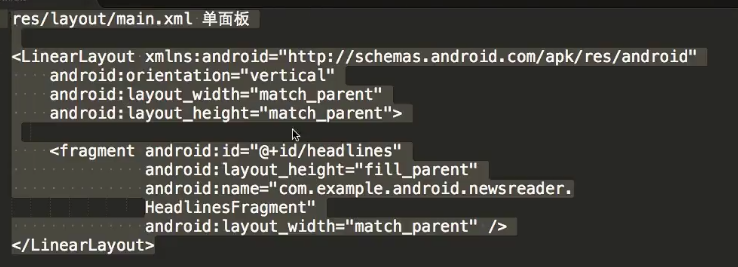 res/layout/main.xml 单面板
<LinearLayout xmlns:android="http://schemas.android.com/apk/res/android"
android:orientation="vertical"
android:layout_width="match_parent"
android:layout_height="match_parent">
<fragment android:id="@+id/headlines"
android:layout_height="fill_parent"
android:name="com.example.android.newsreader.
HeadlinesFragment"
android:layout_width="match_parent" />
</LinearLayout>